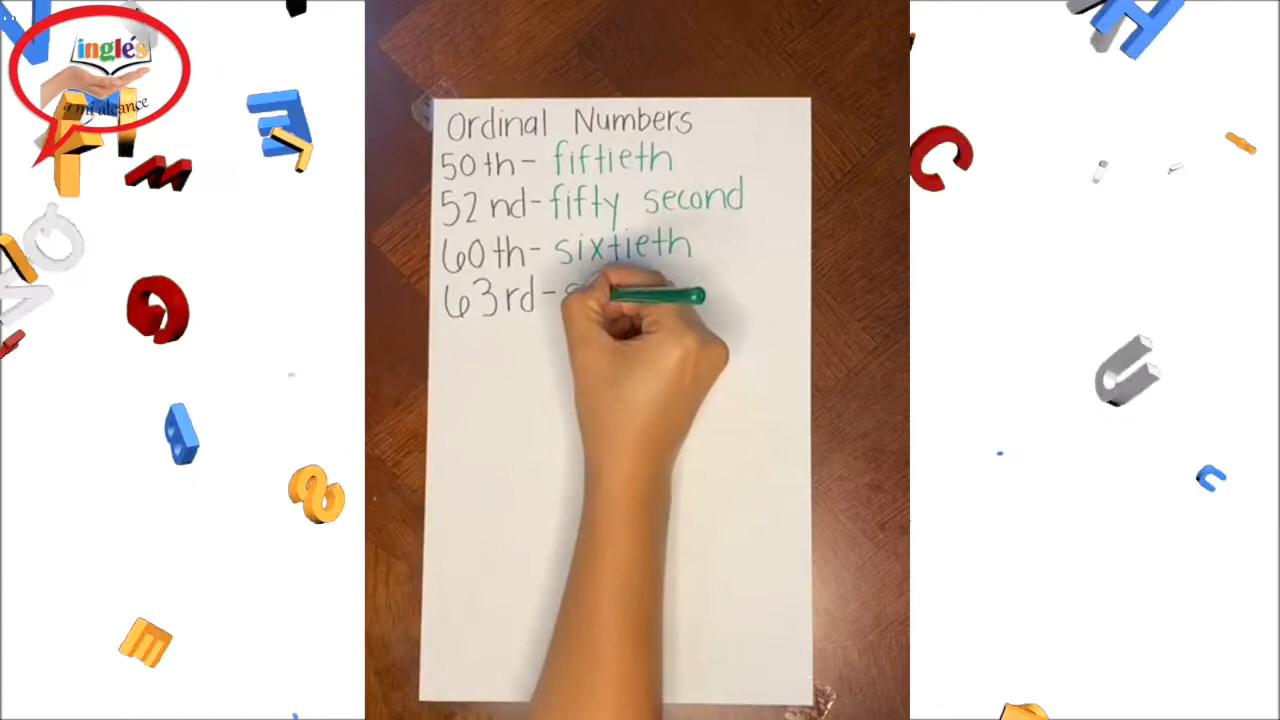 inglés
a mi alcance
Ordinal Numbers
50th- fiftieth
52nd- fifty second
60th- sixtieth
63rd- s